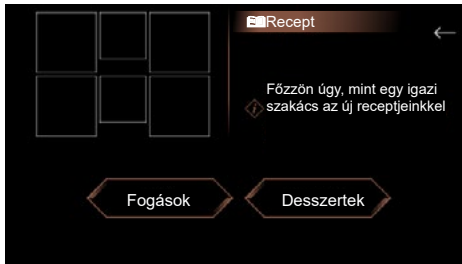 Recept
Főzzön úgy, mint egy igazi
szakács az új receptjeinkkel
Fogások
Desszertek